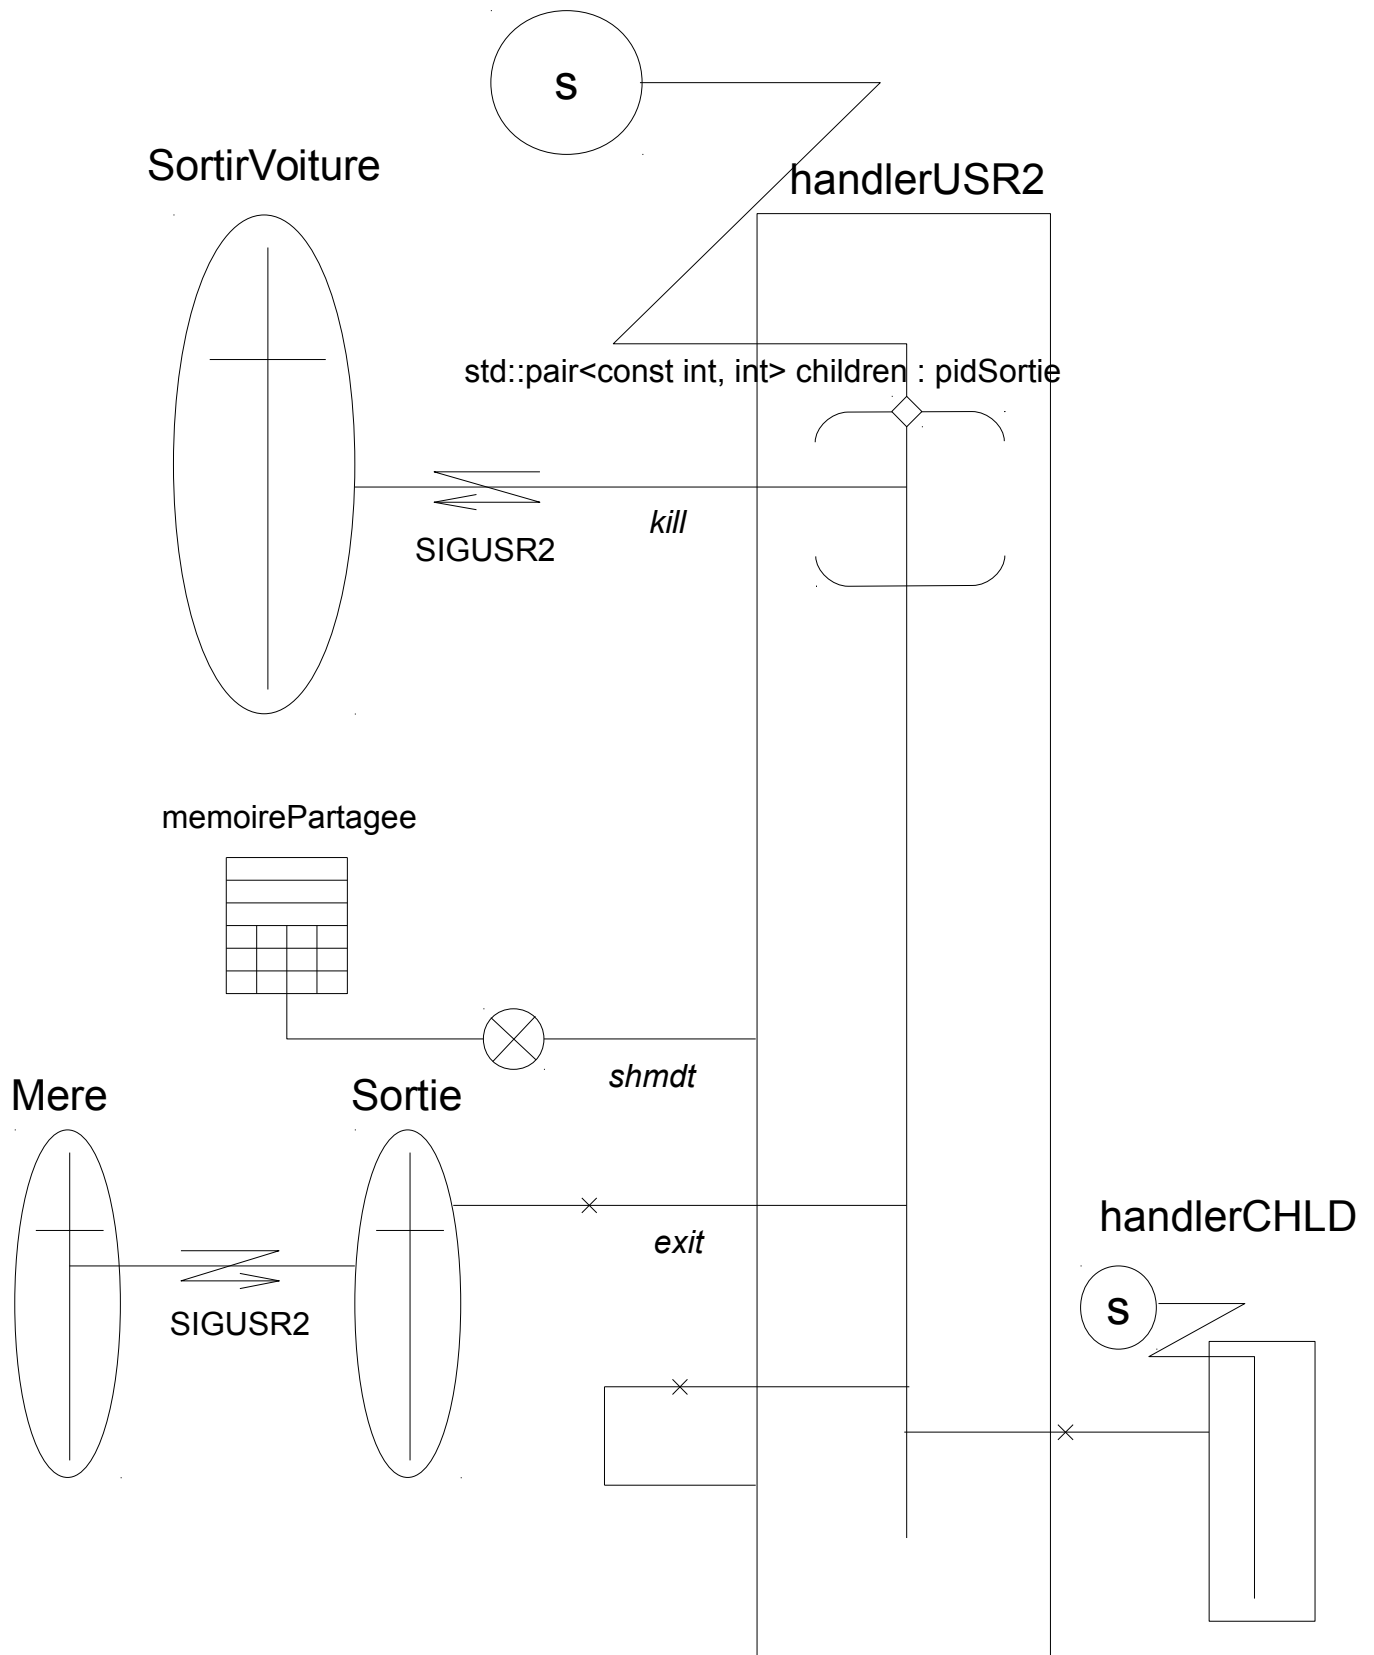 s
SortirVoiture
handlerUSR2
std::pair<const int, int> children : pidSortie
kill
SIGUSR2
memoirePartagee
shmdt
Mere
Sortie
handlerCHLD
exit
s
SIGUSR2